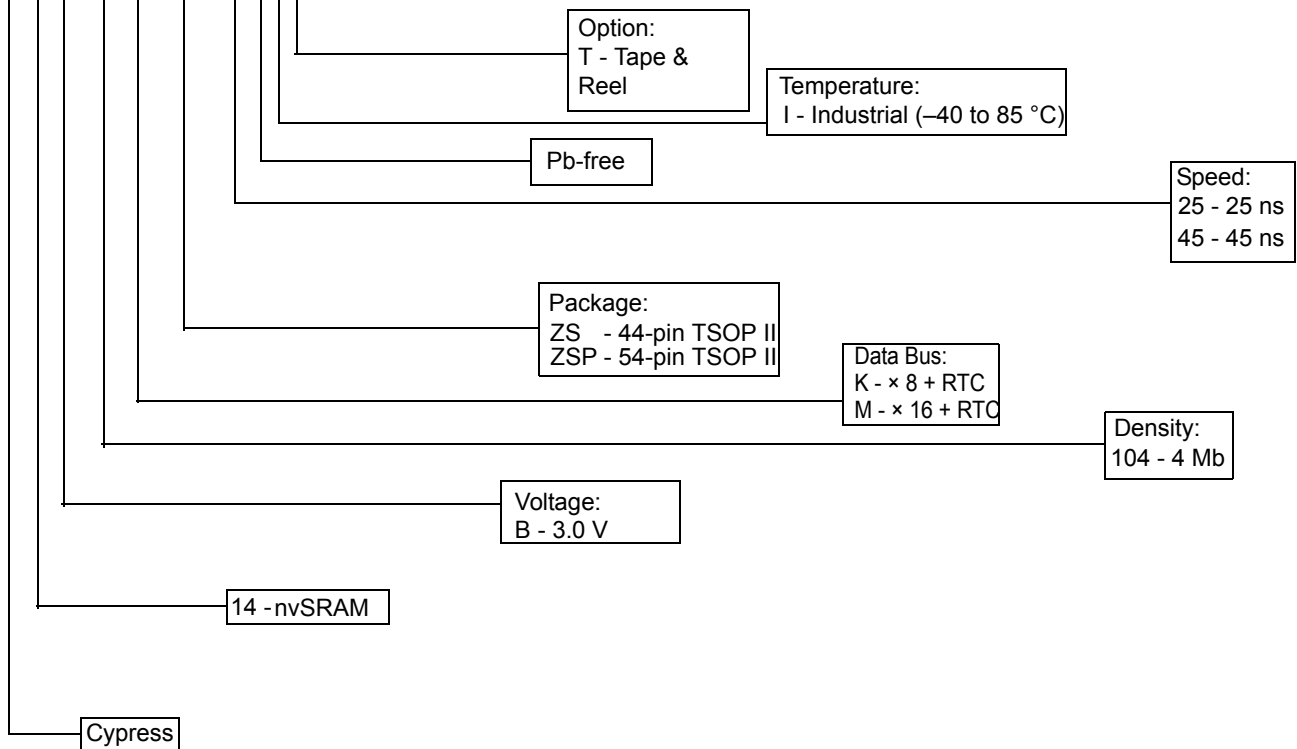 Option:
T - Tape &
Reel
Temperature:
I - Industrial (–40 to 85 °C)
Pb-free
Speed:
25 - 25 ns
45 - 45 ns
Package:
ZS - 44-pin TSOP II
ZSP - 54-pin TSOP II
Data Bus:
K - × 8 + RTC
M - × 16 + RTC
Density:
104 - 4 Mb
Voltage:
B - 3.0 V
14 - nvSRAM
Cypress